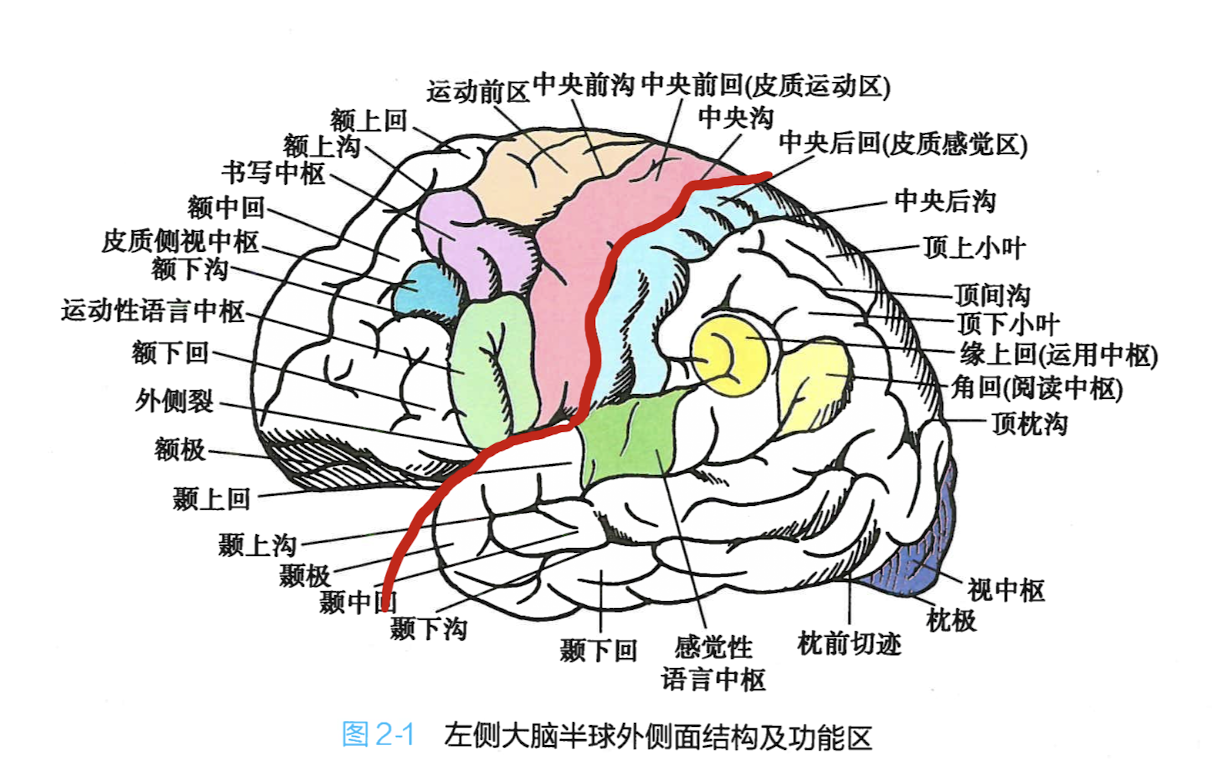 运动前区
中央前沟
中央前回(皮质运动区)
额上回
中央沟
额上沟
中央后回(皮质感觉区)
书写中枢
中央后沟
额中回
皮质侧视中枢
顶上小叶
额下沟
顶间沟
运动性语言中枢
顶下小叶
额下回
缘上回(运用中枢)
角回(阅读中枢)
外侧裂
顶枕沟
额极
颞上回
颞上沟
颞极
视中枢
颞中回
枕极
颞下沟
颞下回
感觉性
语言中枢
枕前切迹
图2-1 左侧大脑半球外侧面结构及功能区